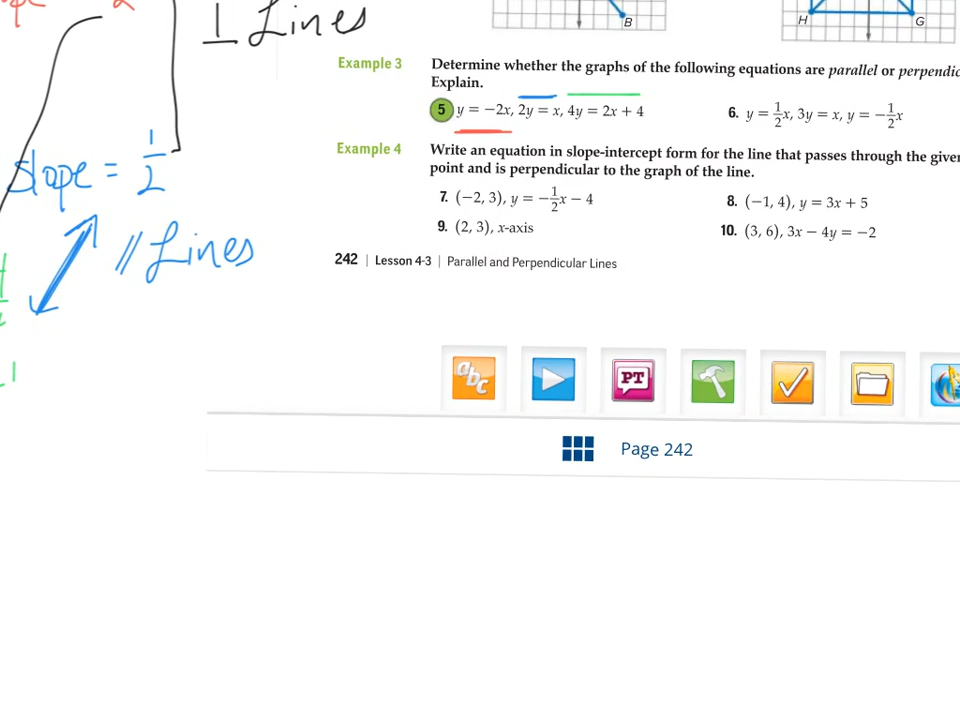 ⊥ Lines
B
H
G
Example 3 Determine whether the graphs of the following equations are parallel or
Explain.
5 y = −2x, 2y = x, 4y = 2x + 4
6. y = 1/2x, 3y = x, y = −1/2x
Example 4 Write an equation in slope-intercept form for the line that passes through the
point and is perpendicular to the graph of the line.
7. (−2, 3), y = −1/2x − 4
8. (−1, 4), y = 3x + 5
9. (2, 3), x-axis
10. (3, 6), 3x − 4y = −2
242 | Lesson 4-3 | Parallel and Perpendicular Lines
slope = 1/2
// Lines
abc
PT
Page 242